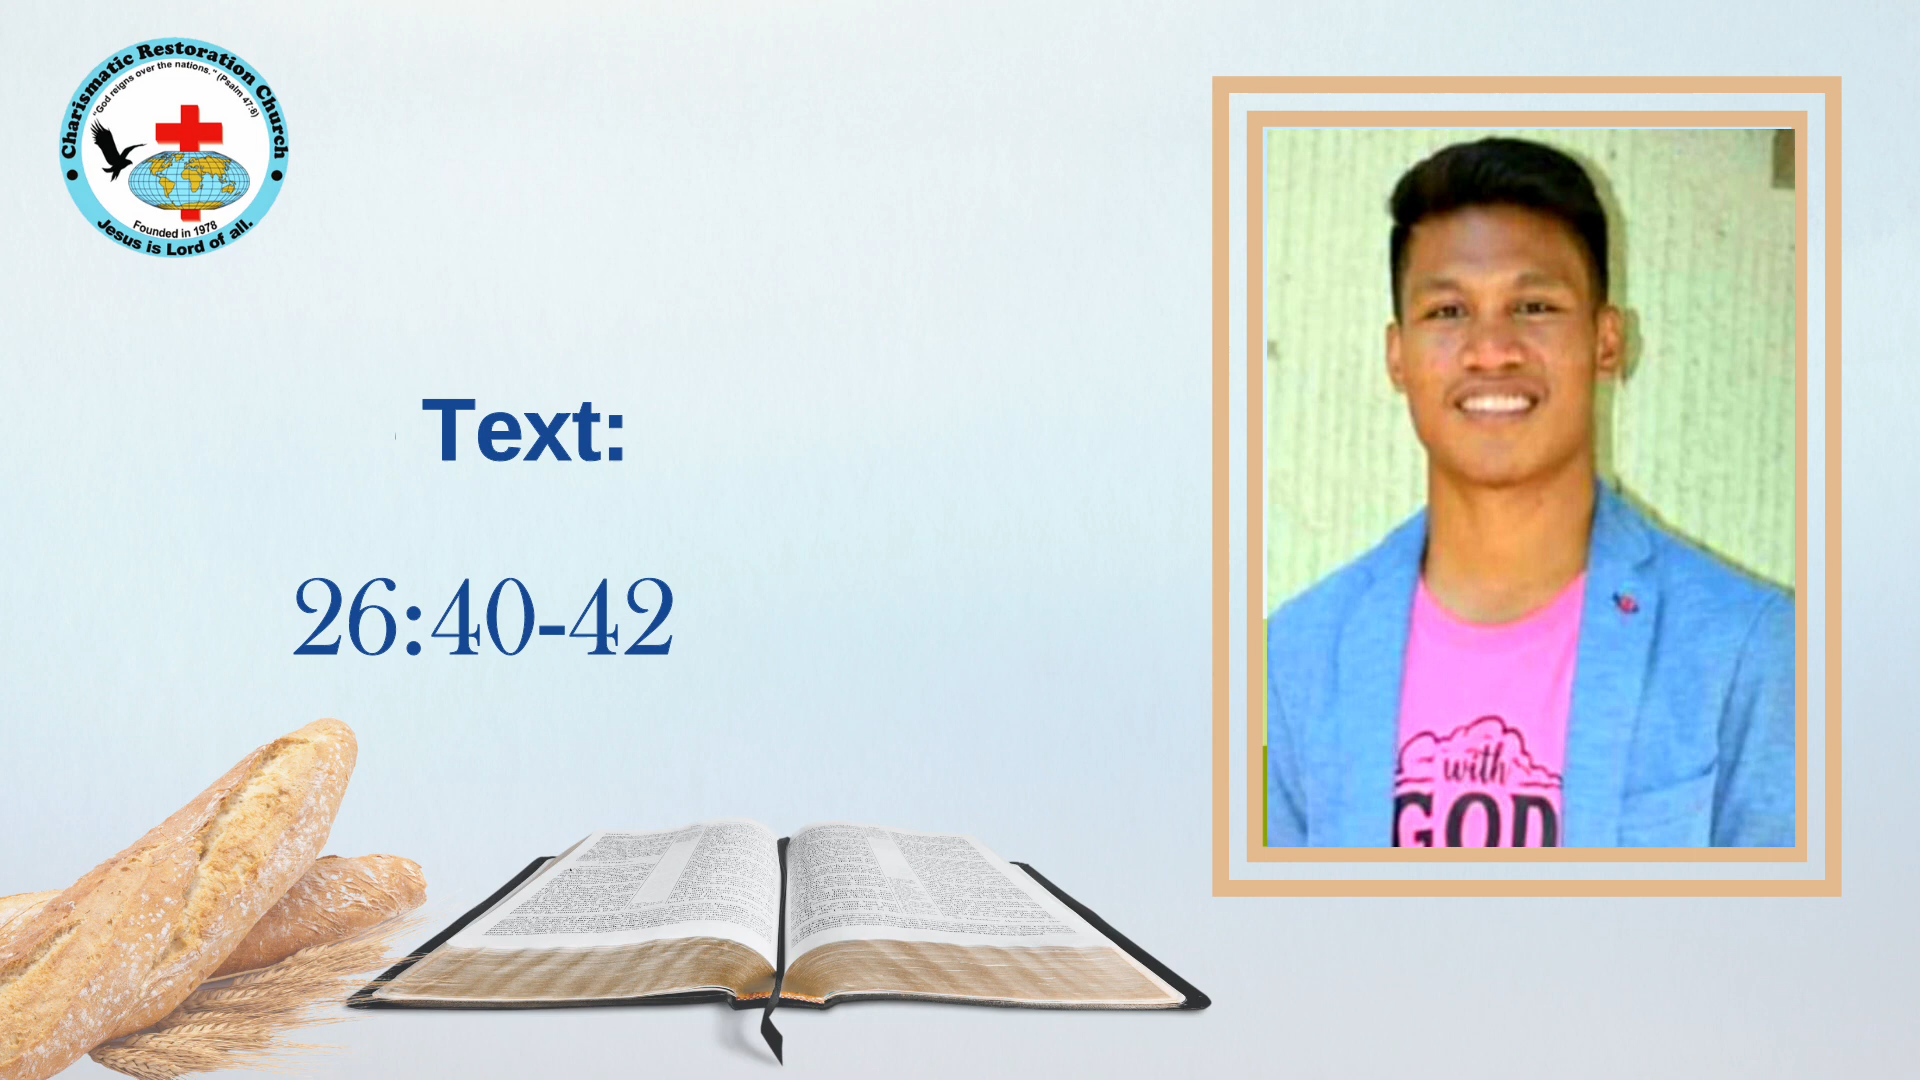 Charismatic Restoration Church
"God reigns over the nations." (Psalm 47:8)
Founded in 1978
Jesus is Lord of all.
Text:
26:40-42
with
GOD